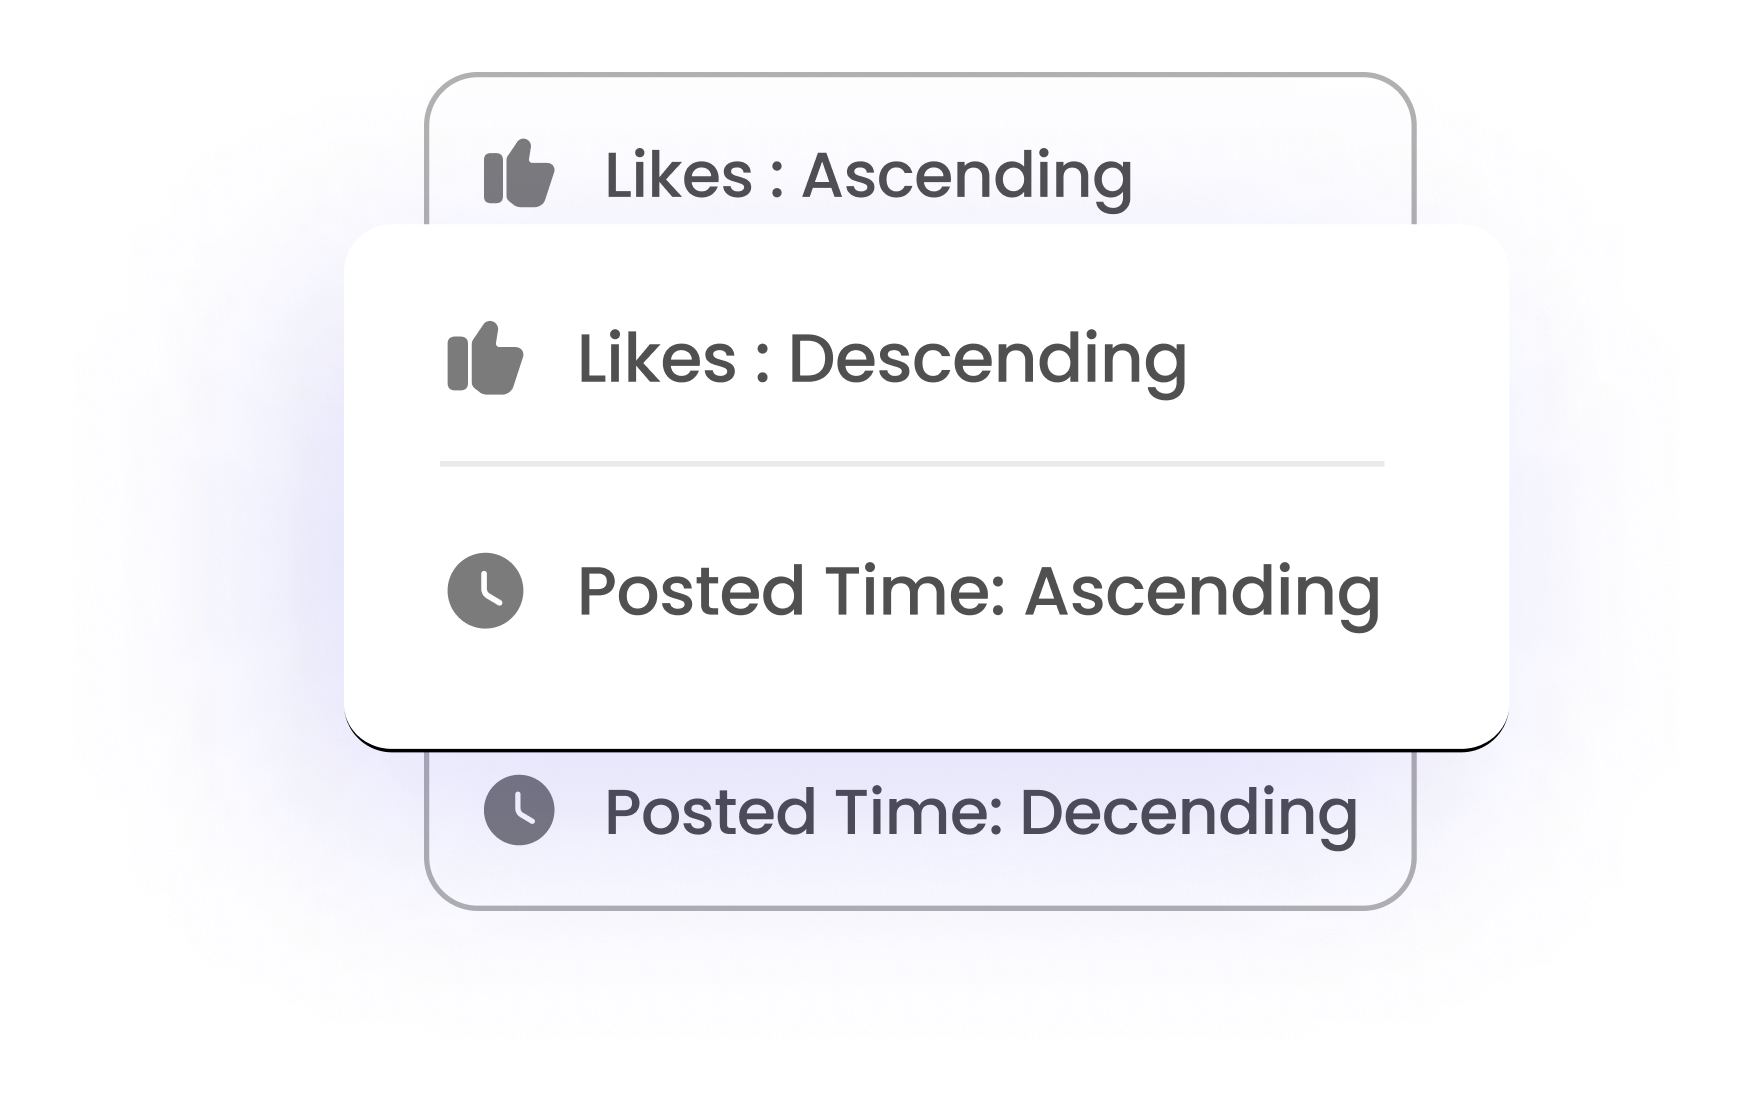 Likes : Ascending
Likes : Descending
Posted Time: Ascending
Posted Time: Decending